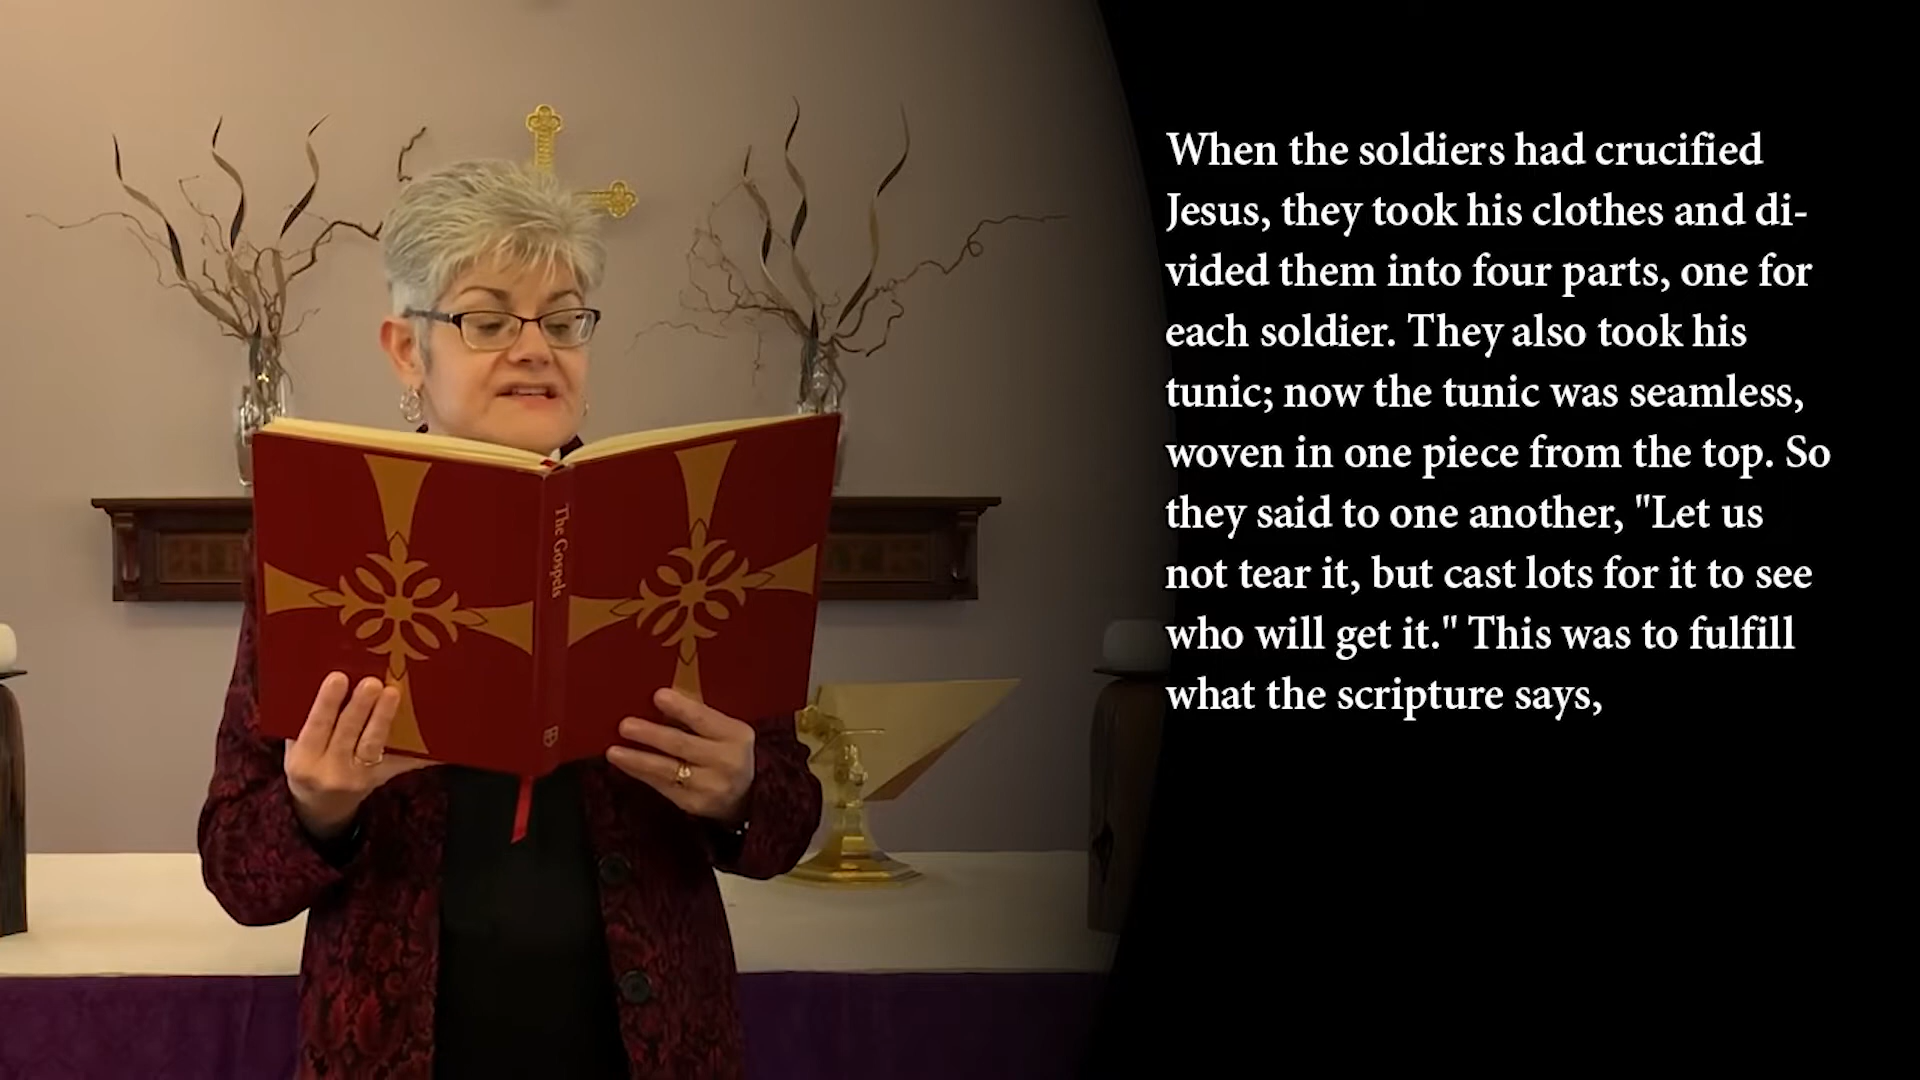 The Gospels
When the soldiers had crucified
Jesus, they took his clothes and di-
vided them into four parts, one for
each soldier. They also took his
tunic; now the tunic was seamless,
woven in one piece from the top. So
they said to one another, "Let us
not tear it, but cast lots for it to see
who will get it." This was to fulfill
what the scripture says,